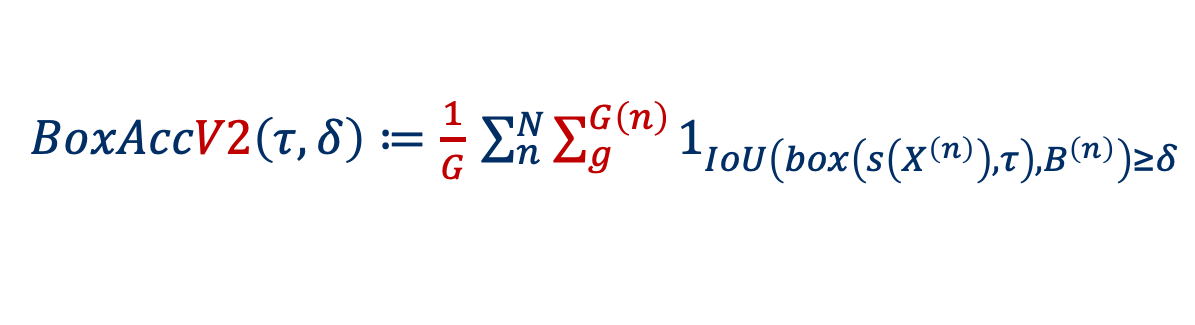 BoxAccV2(τ, δ) ≔ 1/G ∑_n^N ∑_g^{G(n)} 1_{IoU(box(s(X^{(n)}),τ),B^{(n)})≥δ}